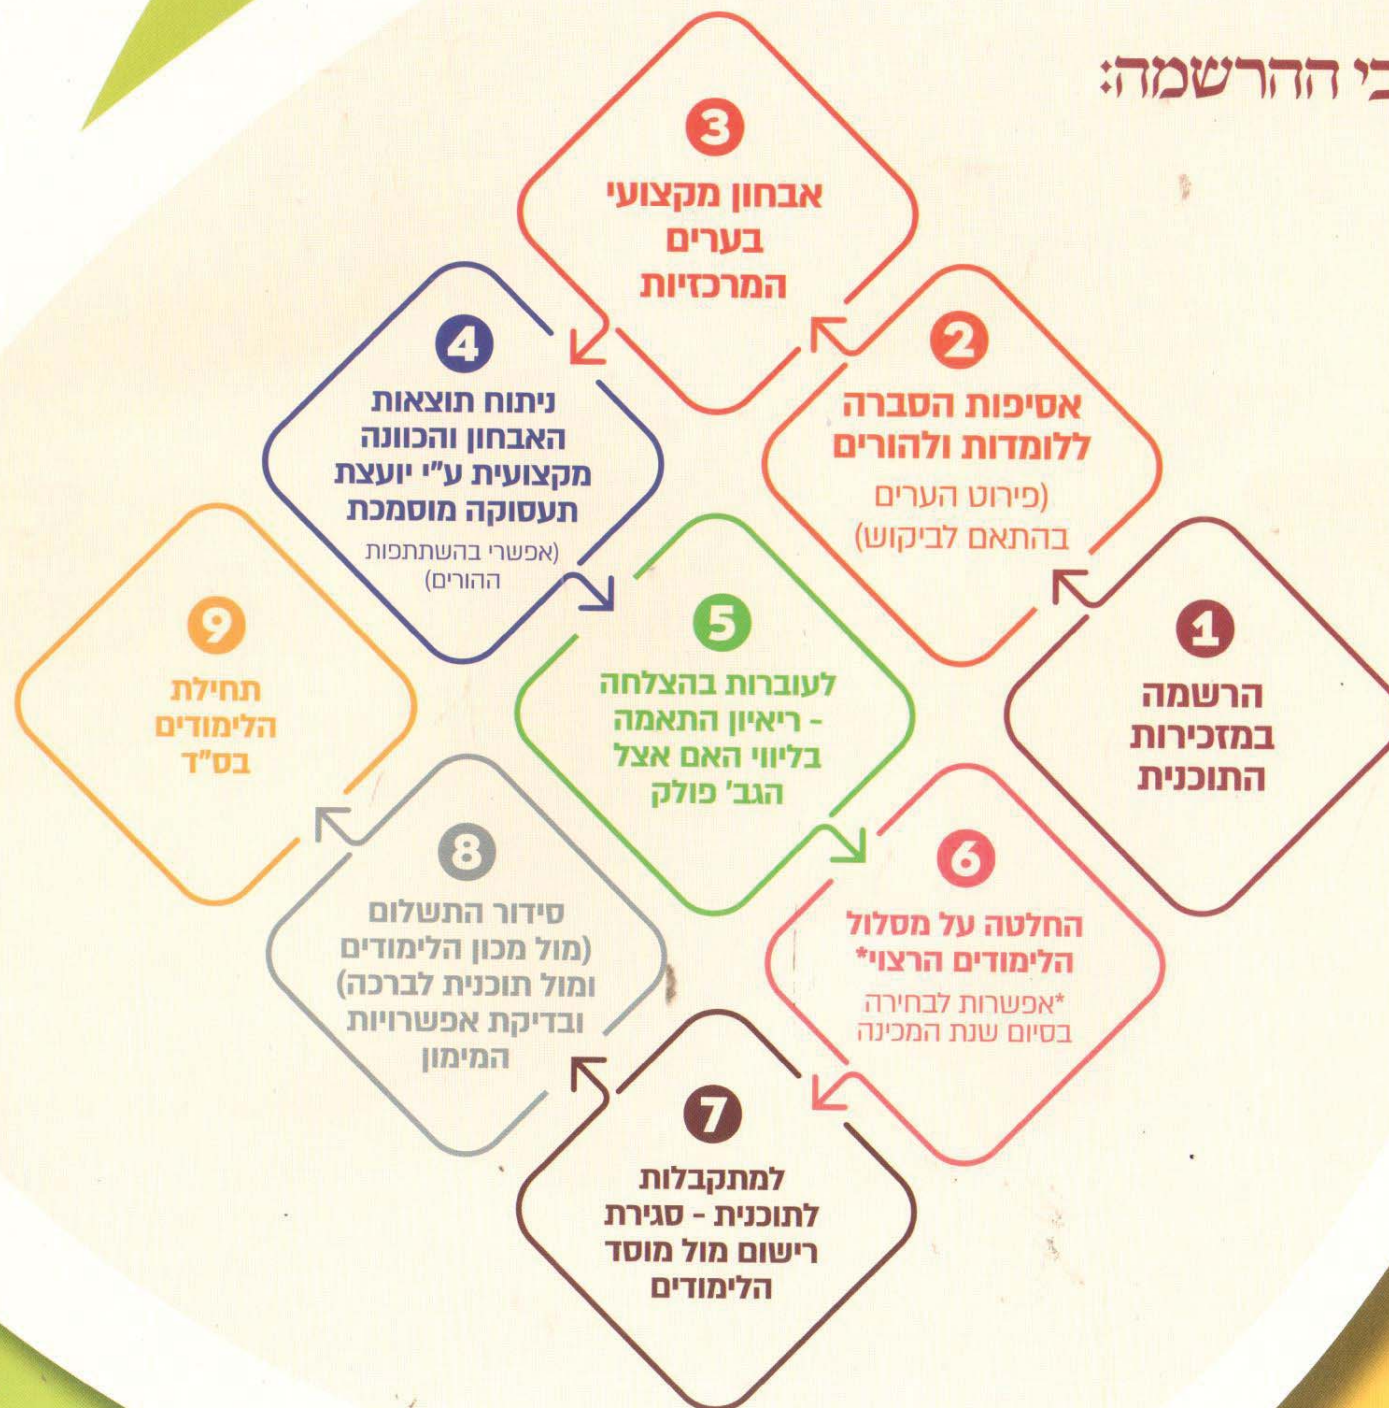 ההרשמה:
1
הרשמה
במזכירות
התוכנית
2
אסיפות הסברה
ללומדות ולהורים
(פירוט הערים
בהתאם לביקוש)
3
אבחון מקצועי
בערים
המרכזיות
4
ניתוח תוצאות
האבחון והכוונה
מקצועית ע"י יועצת
תעסוקה מוסמכת
(אפשרי בהשתתפות
ההורים)
5
לעוברות בהצלחה
- ריאיון התאמה
בליווי האם אצל
הגב' פולק
6
החלטה על מסלול
הלימודים הרצוי*
*אפשרות לבחירה
בסיום שנת המכינה
7
למתקבלות
לתוכנית - סגירת
רישום מול מוסד
הלימודים
8
סידור התשלום
(מול מכון הלימודים
ומול תוכנית לברכה)
ובדיקת אפשרויות
המימון
9
תחילת
הלימודים
בס"ד